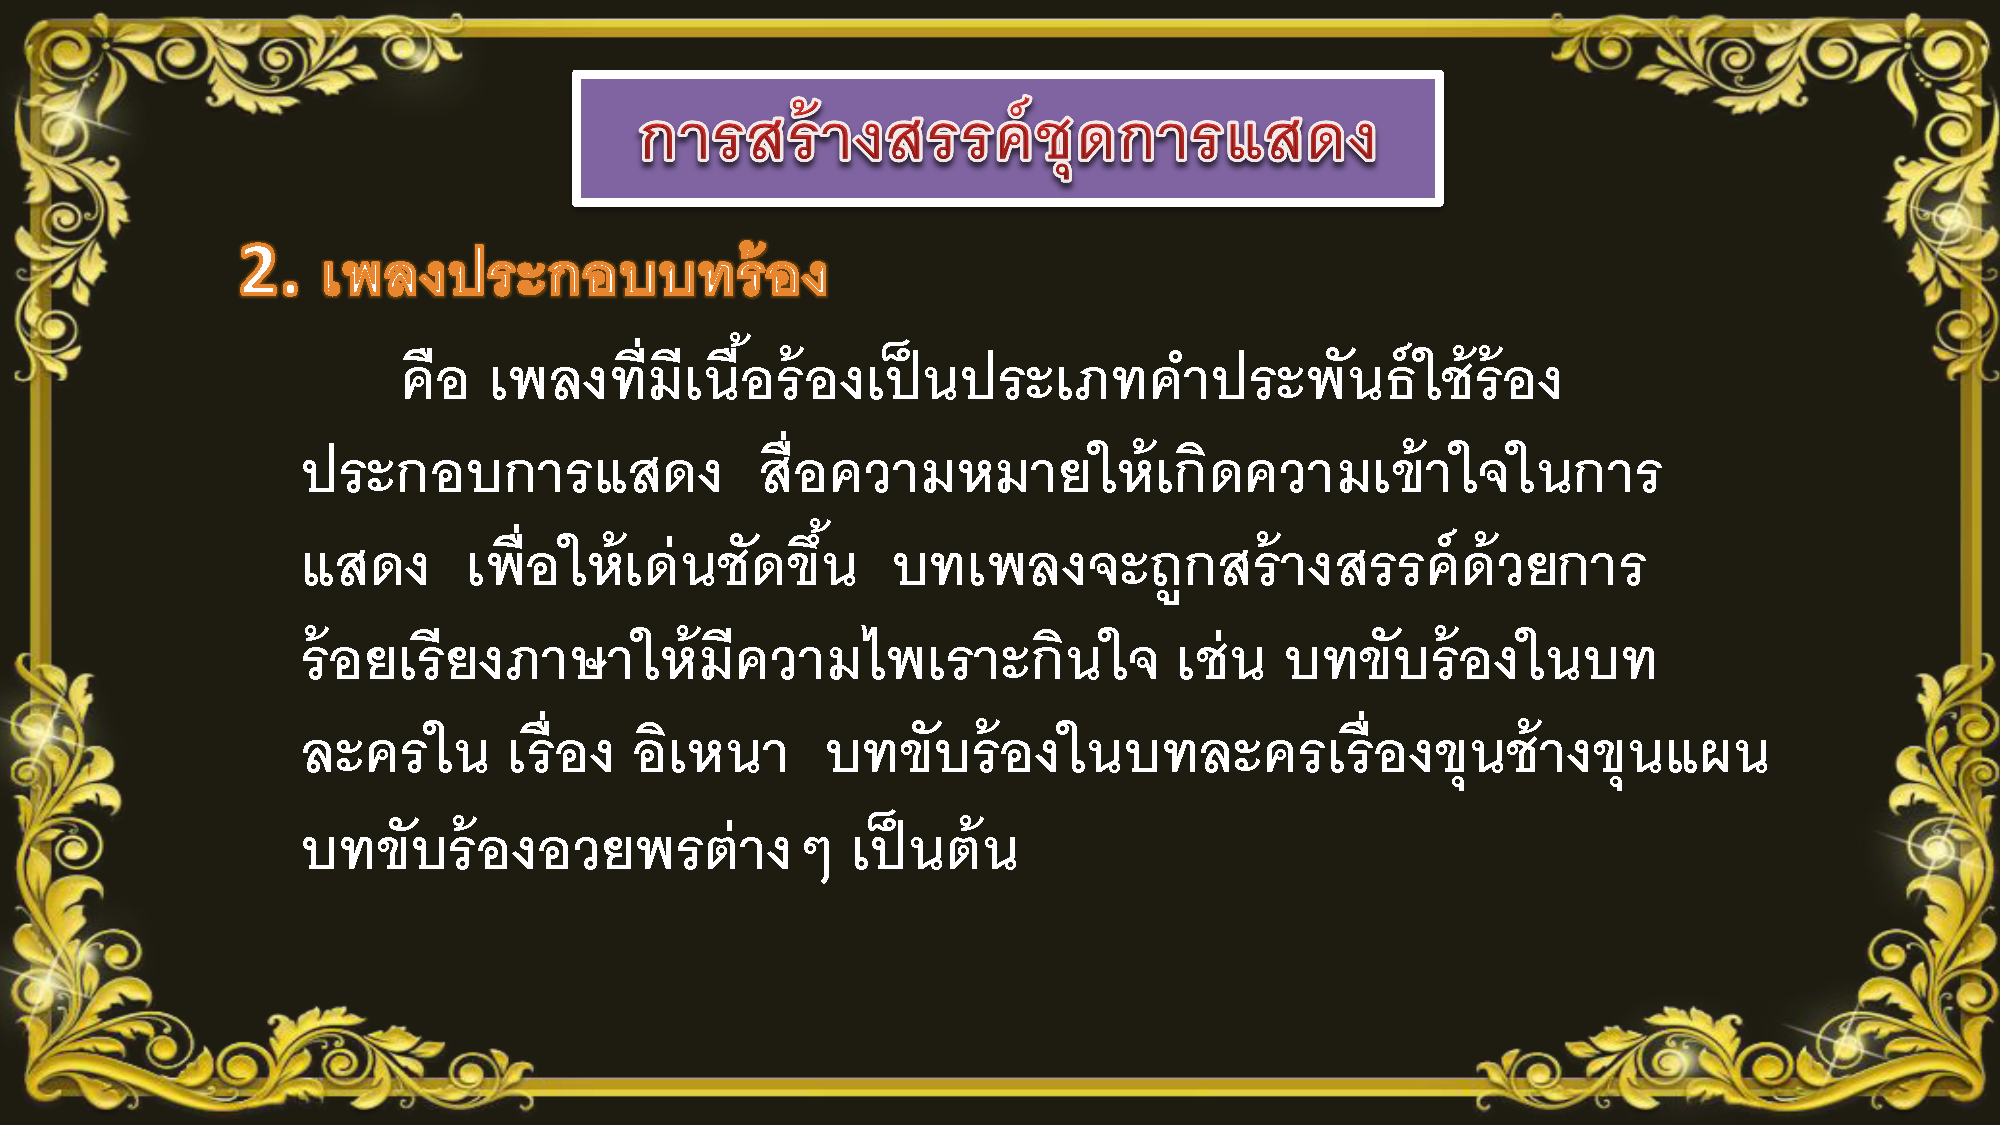 การสร้างสรรค์ชุดการแสดง
2. เพลงประกอบบทร้อง
คือ เพลงที่มีเนื้อร้องเป็นประเภทคำประพันธ์ใช้ร้อง
ประกอบการแสดง สื่อความหมายให้เกิดความเข้าใจในการ
แสดง เพื่อให้เด่นชัดขึ้น บทเพลงจะถูกสร้างสรรค์ด้วยการ
ร้อยเรียงภาษาให้มีความไพเราะกินใจ เช่น บทขับร้องในบท
ละครใน เรื่อง อิเหนา บทขับร้องในบทละครเรื่องขุนช้างขุนแผน
บทขับร้องอวยพรต่างๆ เป็นต้น